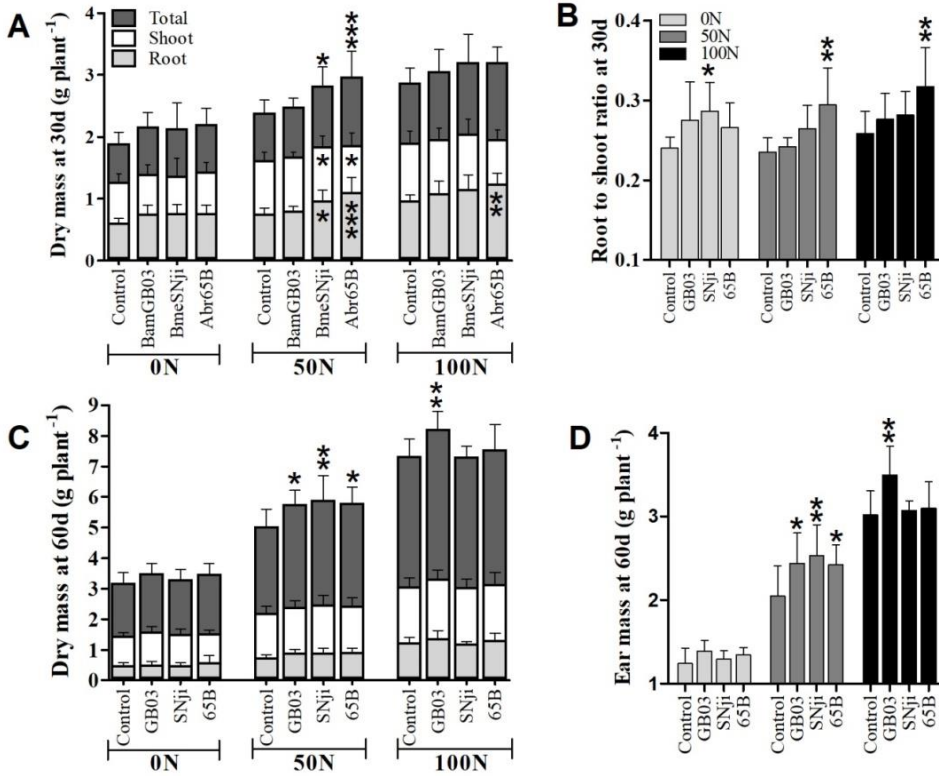 A
Dry mass at 30d (g plant⁻¹)
Total
Shoot
Root
4
3
2
1
0
* *** * * * *** **
Control BamGB03 BmeSNji Abr65B Control BamGB03 BmeSNji Abr65B Control BamGB03 BmeSNji Abr65B
0N 50N 100N
B
Root to shoot ratio at 30d
0N
50N
100N
0.4
0.3
0.2
0.1
* ** **
Control GB03 SNji 65B Control GB03 SNji 65B Control GB03 SNji 65B
C
Dry mass at 60d (g plant⁻¹)
9
8
7
6
5
4
3
2
1
0
* ** * **
Control GB03 SNji 65B Control GB03 SNji 65B Control GB03 SNji 65B
0N 50N 100N
D
Ear mass at 60d (g plant⁻¹)
4
3
2
1
* ** * **
Control GB03 SNji 65B Control GB03 SNji 65B Control GB03 SNji 65B